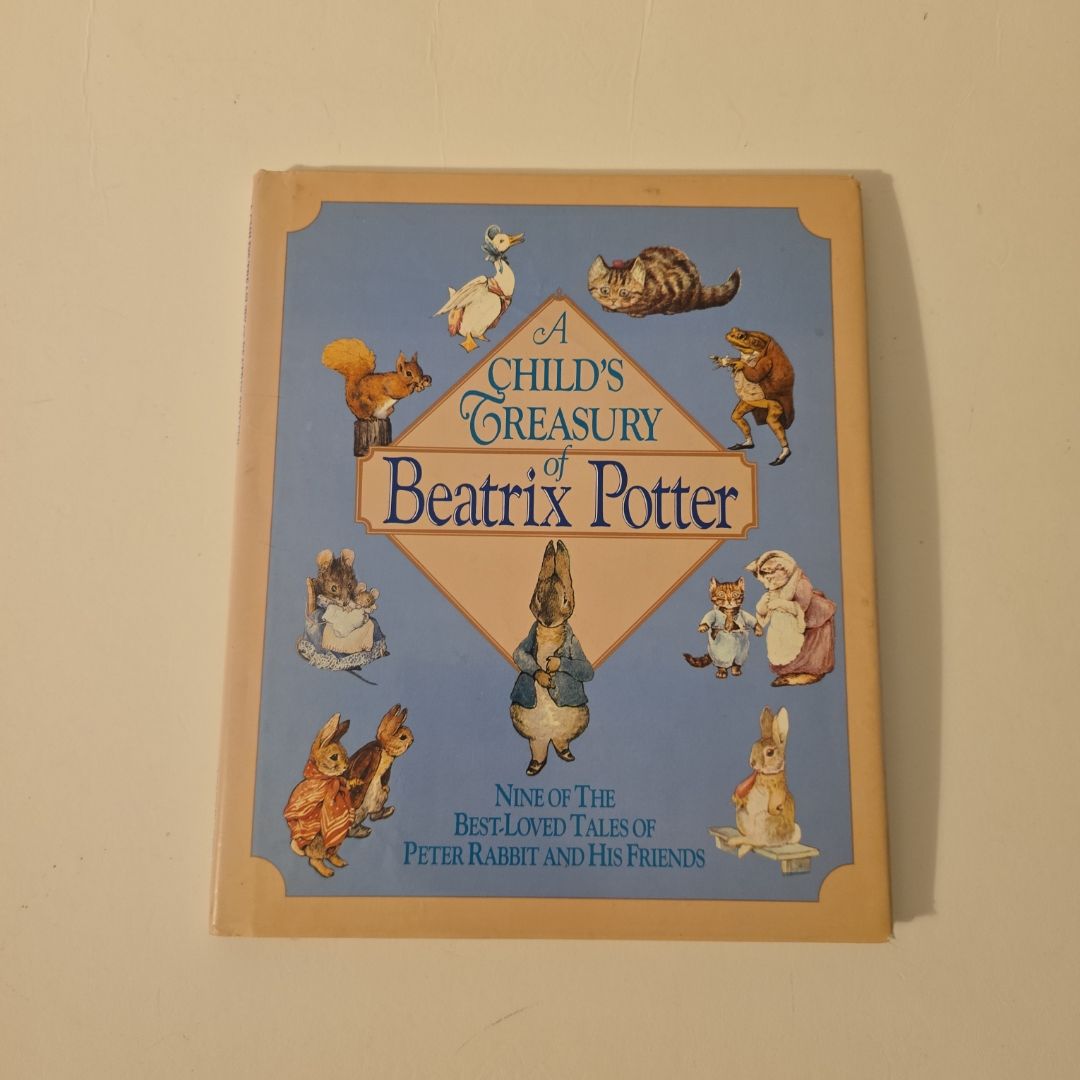 A
CHILD'S
TREASURY
of
Beatrix Potter
NINE OF THE
BEST-LOVED TALES OF
PETER RABBIT AND HIS FRIENDS